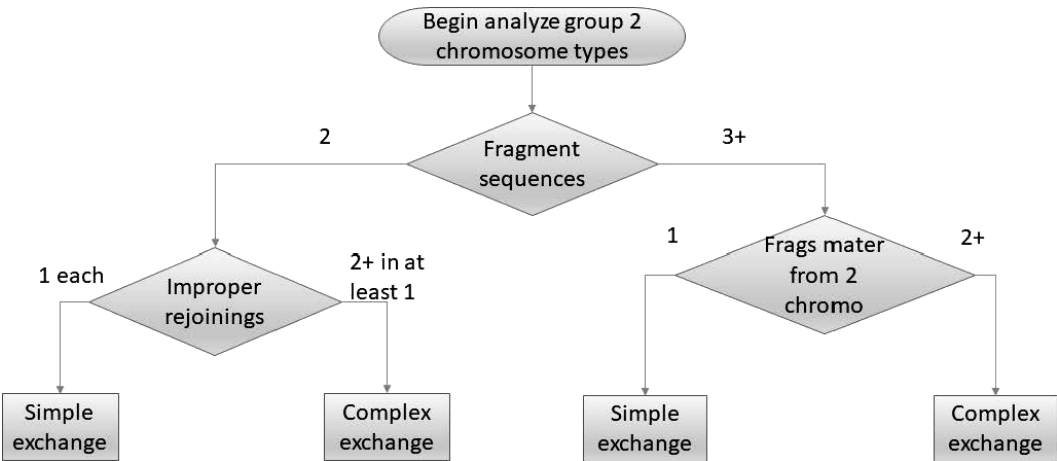 Begin analyze group 2
chromosome types
2
Fragment
sequences
3+
1 each
Improper
rejoinings
2+ in at
least 1
1
Frags mater
from 2
chromo
2+
Simple
exchange
Complex
exchange
Simple
exchange
Complex
exchange